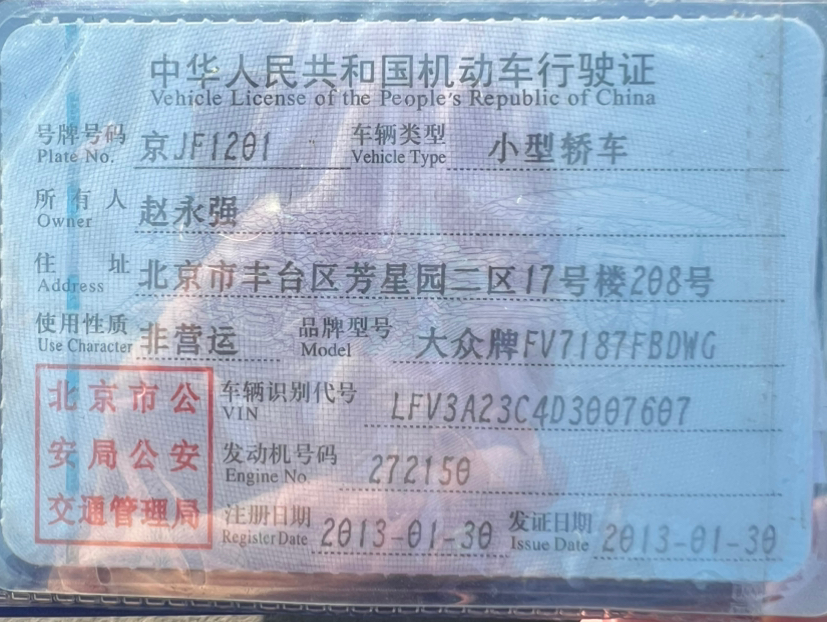 中华人民共和国机动车行驶证
Vehicle License of the People's Republic of China
号牌号码 京JF1201 车辆类型 小型轿车
Plate No. Vehicle Type
所有人 赵永强
Owner
住址 北京市丰台区芳星园二区17号楼208号
Address
使用性质 非营运 品牌型号 大众牌FV7187FBDWG
Use Character Model
北京市公安局公安交通管理局
车辆识别代号 LFV3A23C4D3007607
VIN
发动机号码 272150
Engine No.
注册日期 2013-01-30 发证日期 2013-01-30
Register Date Issue Date